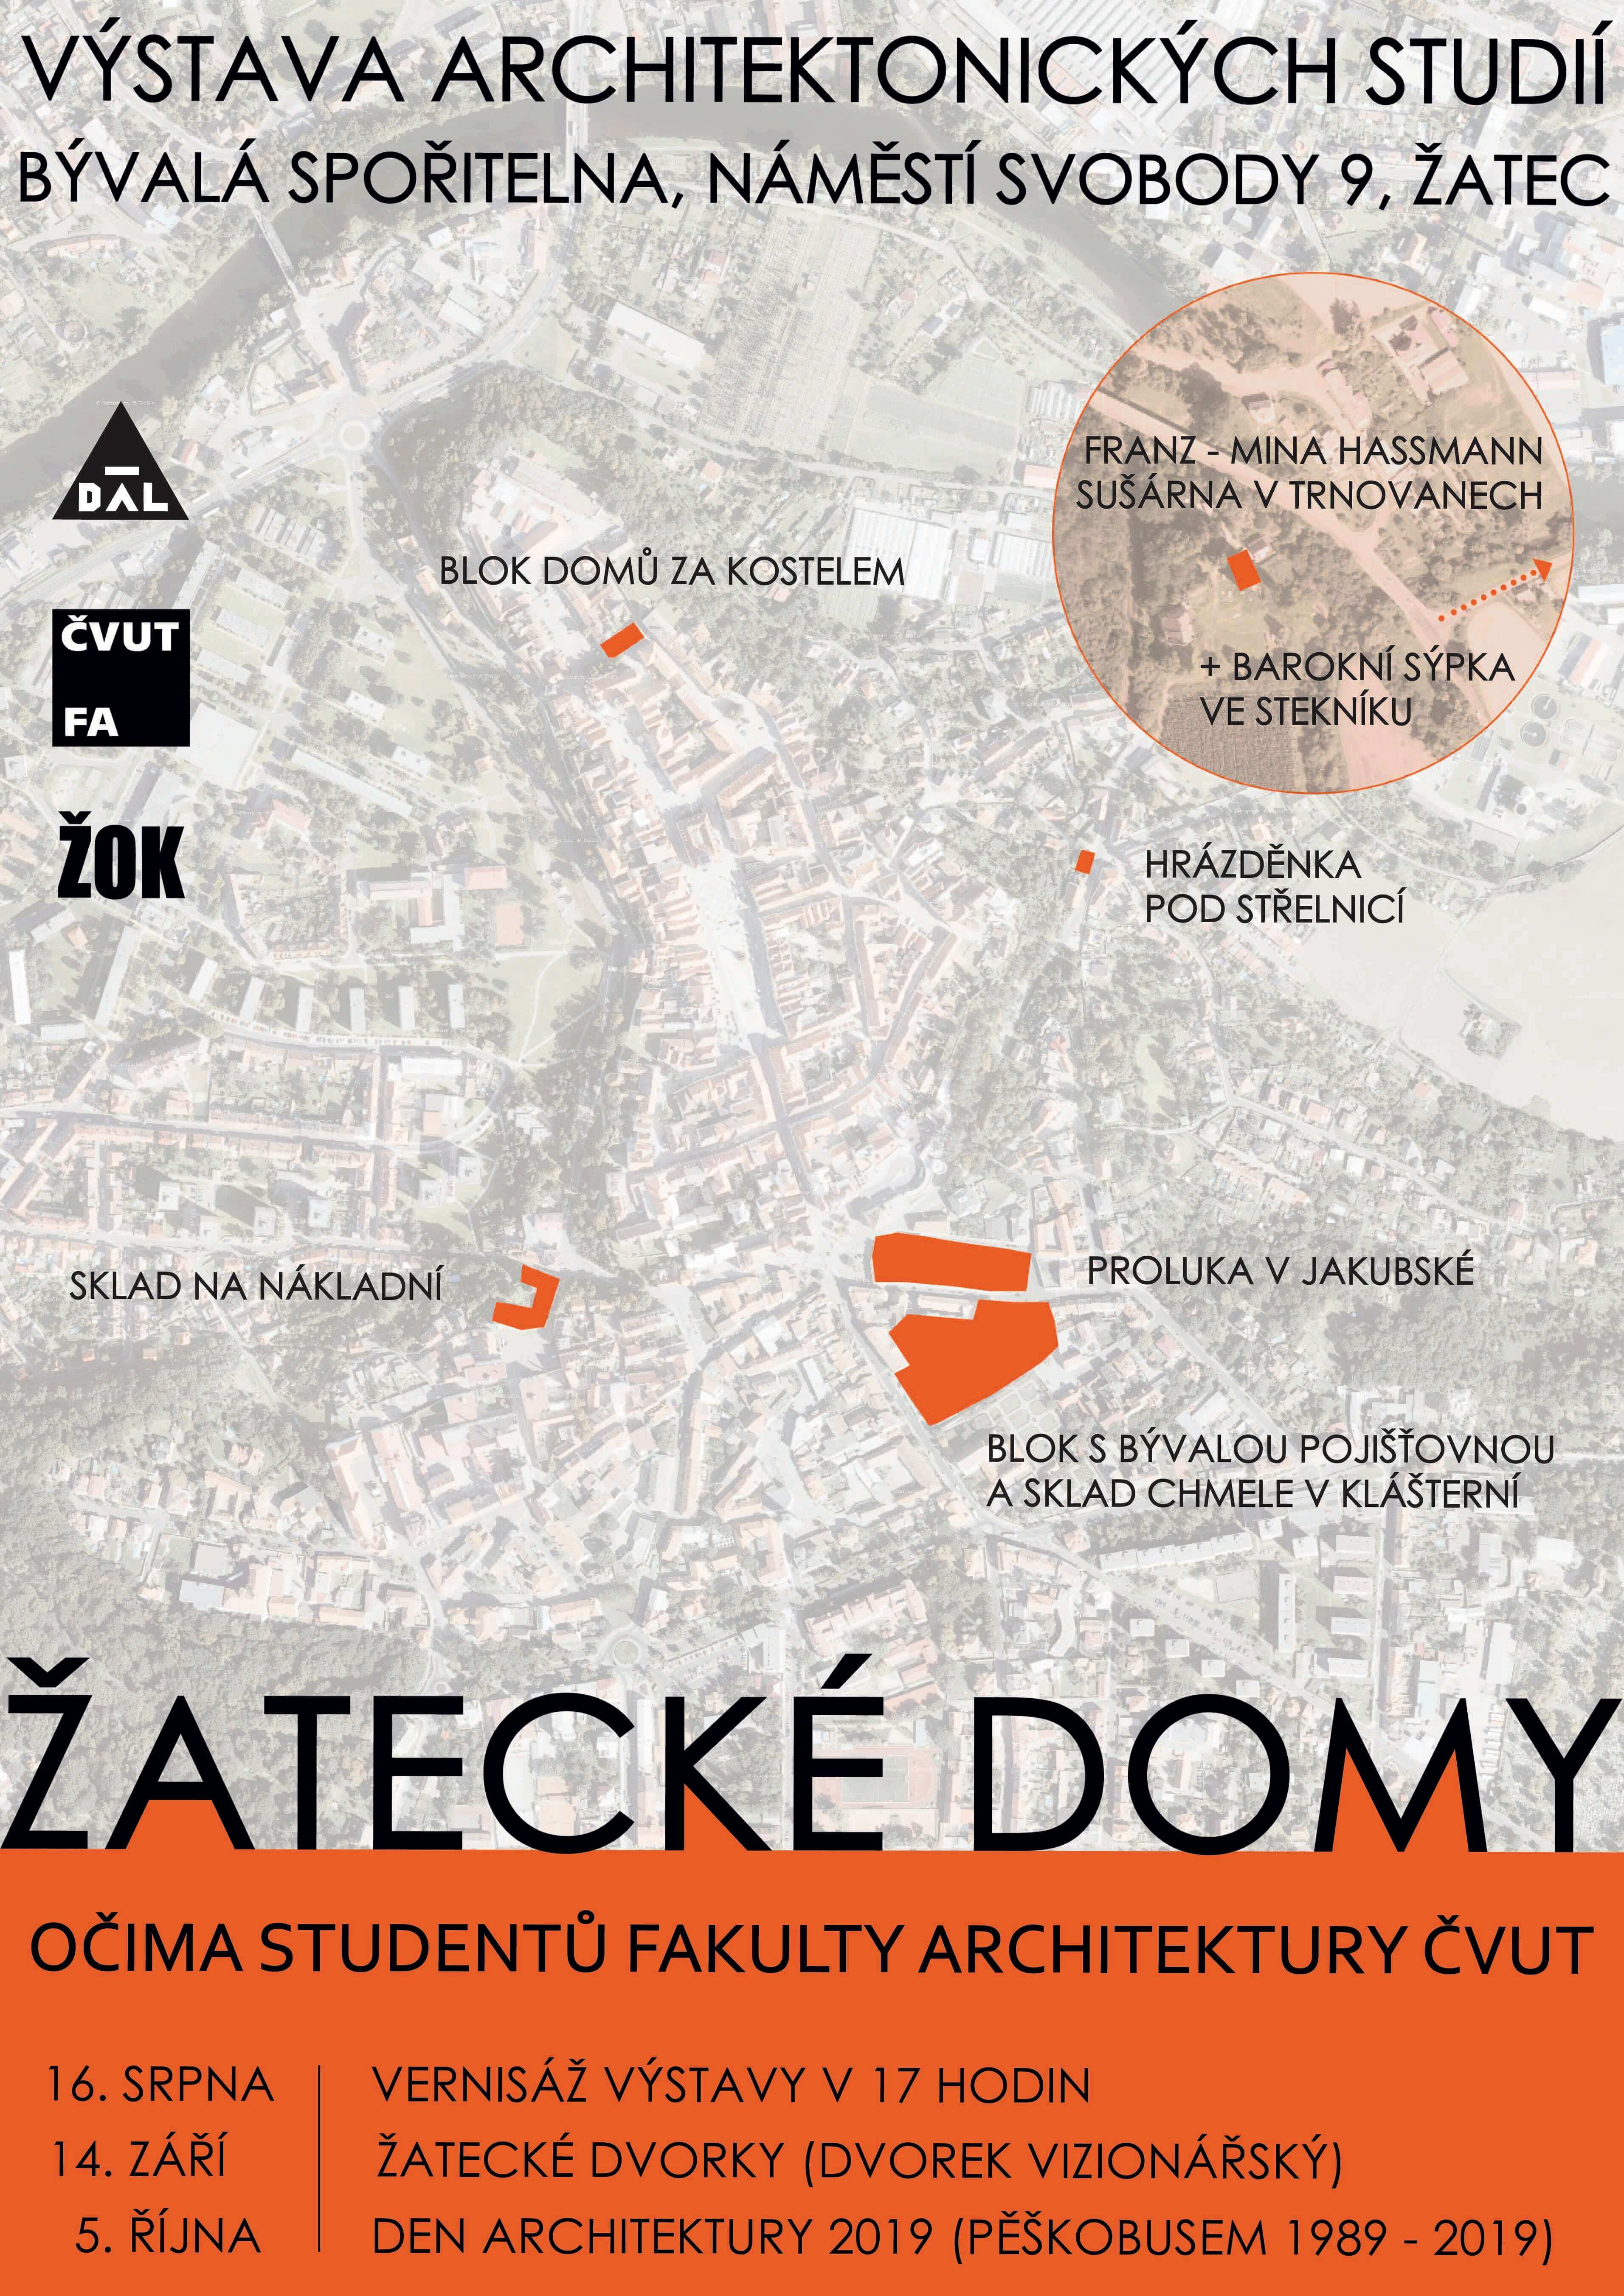 VÝSTAVA ARCHITEKTONICKÝCH STUDIÍ
BÝVALÁ SPOŘITELNA, NÁMĚSTÍ SVOBODY 9, ŽATEC
DAL
ČVUT
FA
ŽOK
FRANZ - MINA HASSMANN
SUŠÁRNA V TRNOVANECH
+ BAROKNÍ SÝPKA
VE STEKNÍKU
BLOK DOMŮ ZA KOSTELEM
HRÁZDĚNKA
POD STŘELNICÍ
SKLAD NA NÁKLADNÍ
PROLUKA V JAKUBSKÉ
BLOK S BÝVALOU POJIŠŤOVNOU
A SKLAD CHMELE V KLÁŠTERNÍ
ŽATECKÉ DOMY
OČIMA STUDENTŮ FAKULTY ARCHITEKTURY ČVUT
16. SRPNA VERNISÁŽ VÝSTAVY V 17 HODIN
14. ZÁŘÍ ŽATECKÉ DVORKY (DVOREK VIZIONÁŘSKÝ)
5. ŘÍJNA DEN ARCHITEKTURY 2019 (PĚŠKOBUSEM 1989 - 2019)